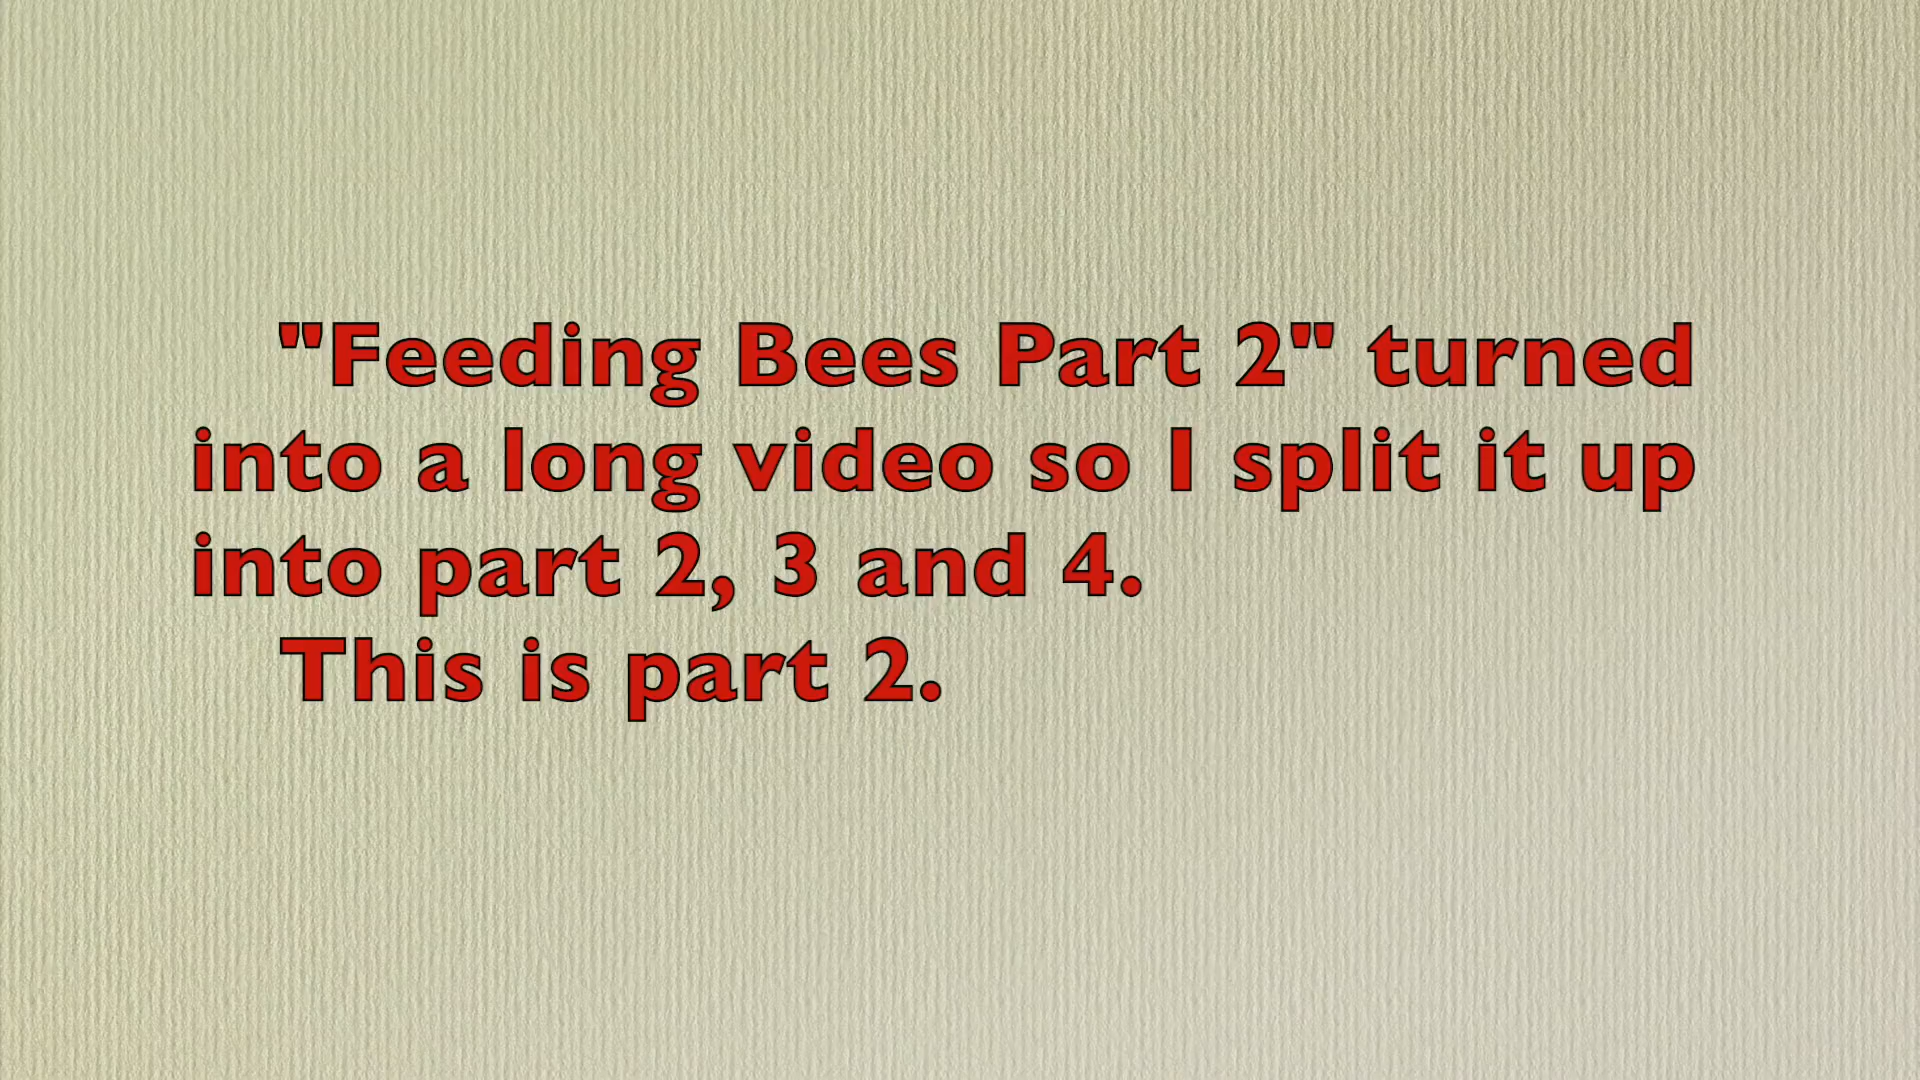 "Feeding Bees Part 2" turned
into a long video so I split it up
into part 2, 3 and 4.
This is part 2.